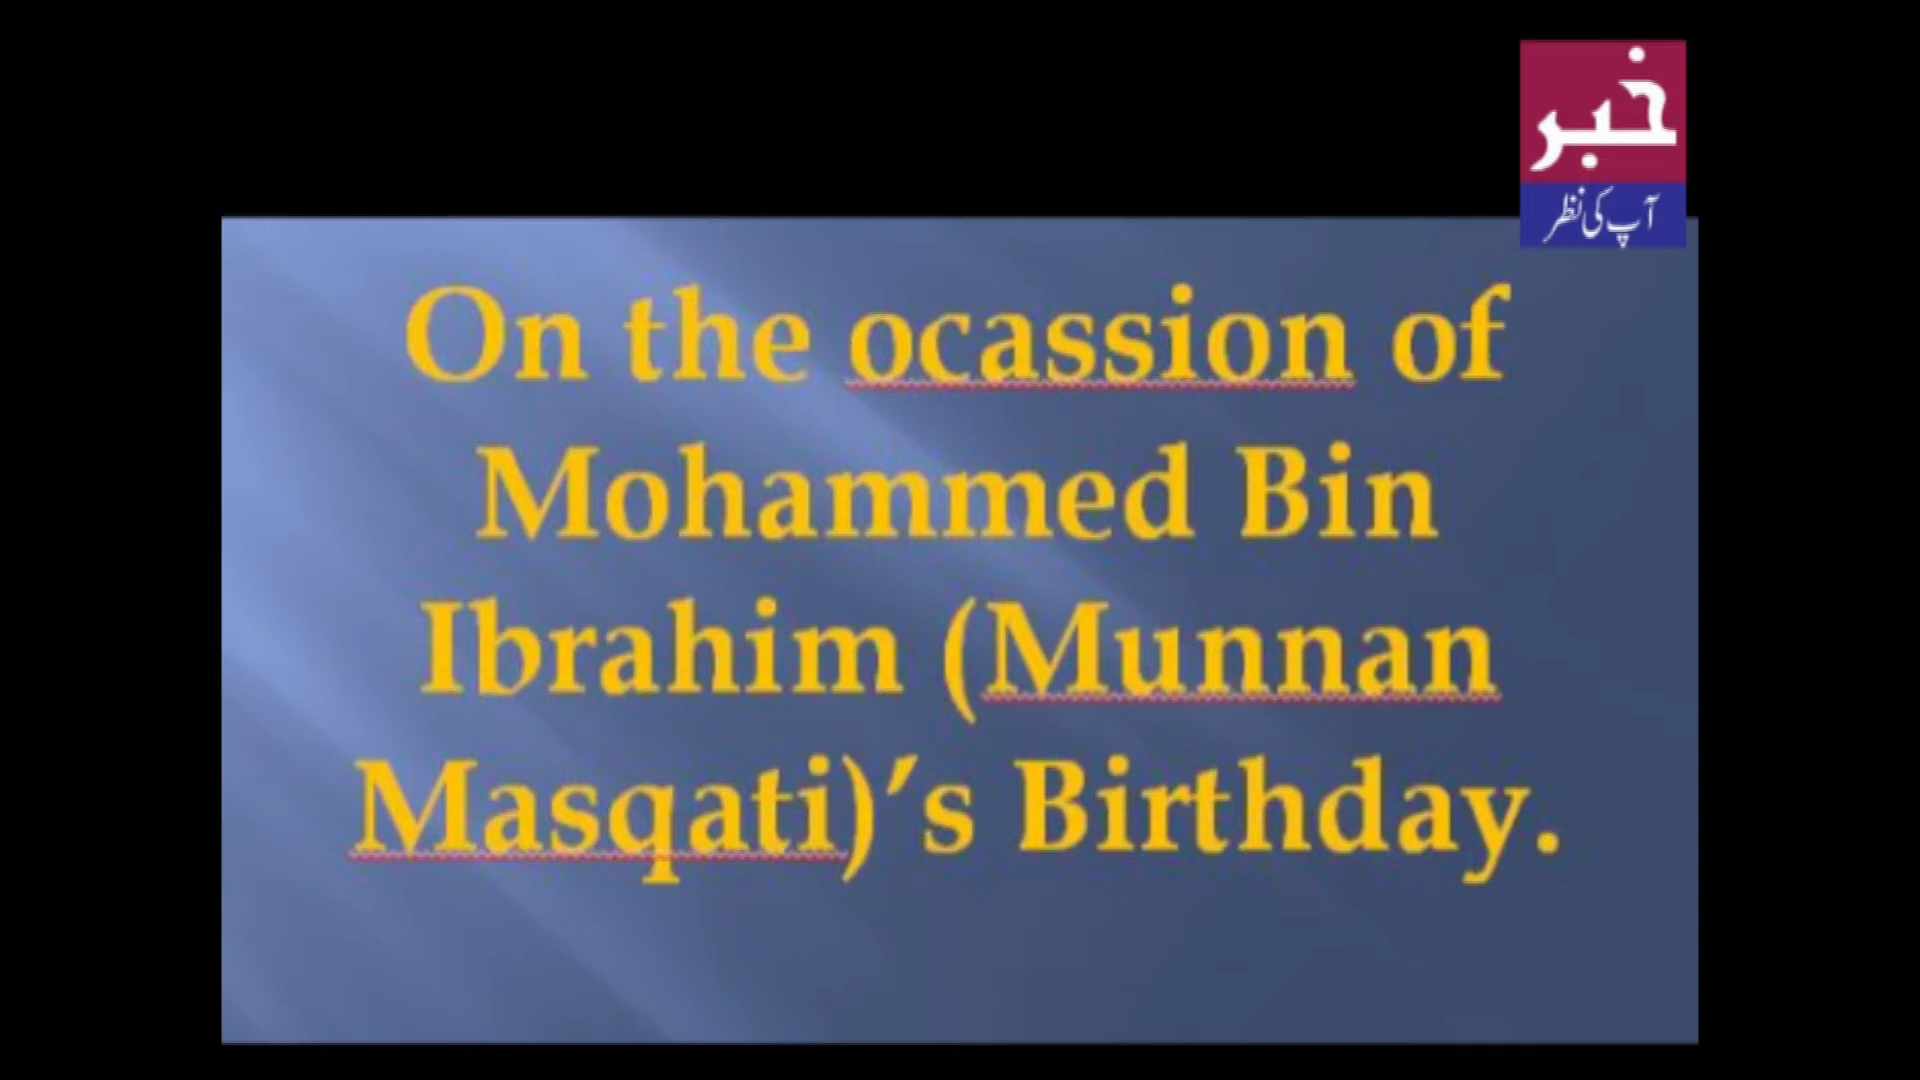 خبر
آپ کی نظر
On the ocassion of
Mohammed Bin
Ibrahim (Munnan
Masqati)’s Birthday.